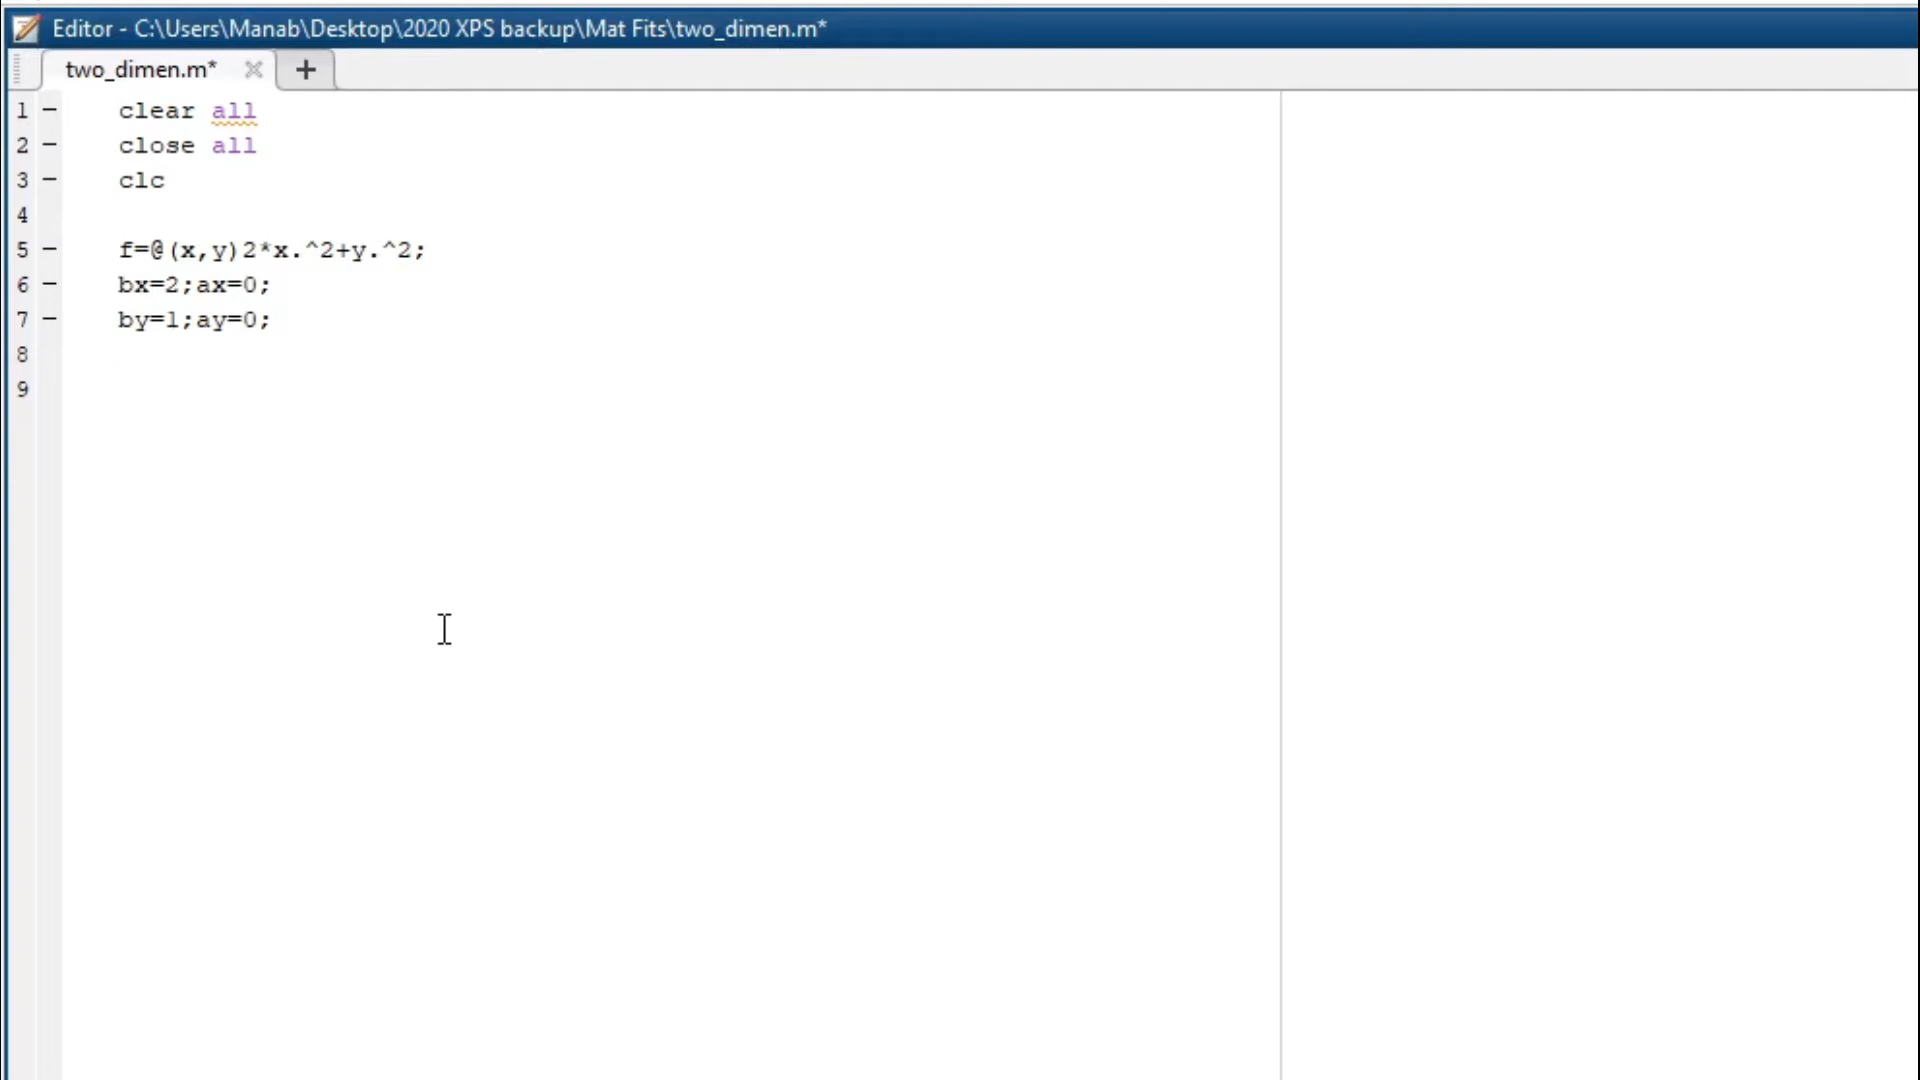 Editor - C:\Users\Manab\Desktop\2020 XPS backup\Mat Fits\two_dimen.m*
two_dimen.m*
1 clear all
2 close all
3 clc
4
5 f=@(x,y)2*x.^2+y.^2;
6 bx=2;ax=0;
7 by=1;ay=0;
8
9